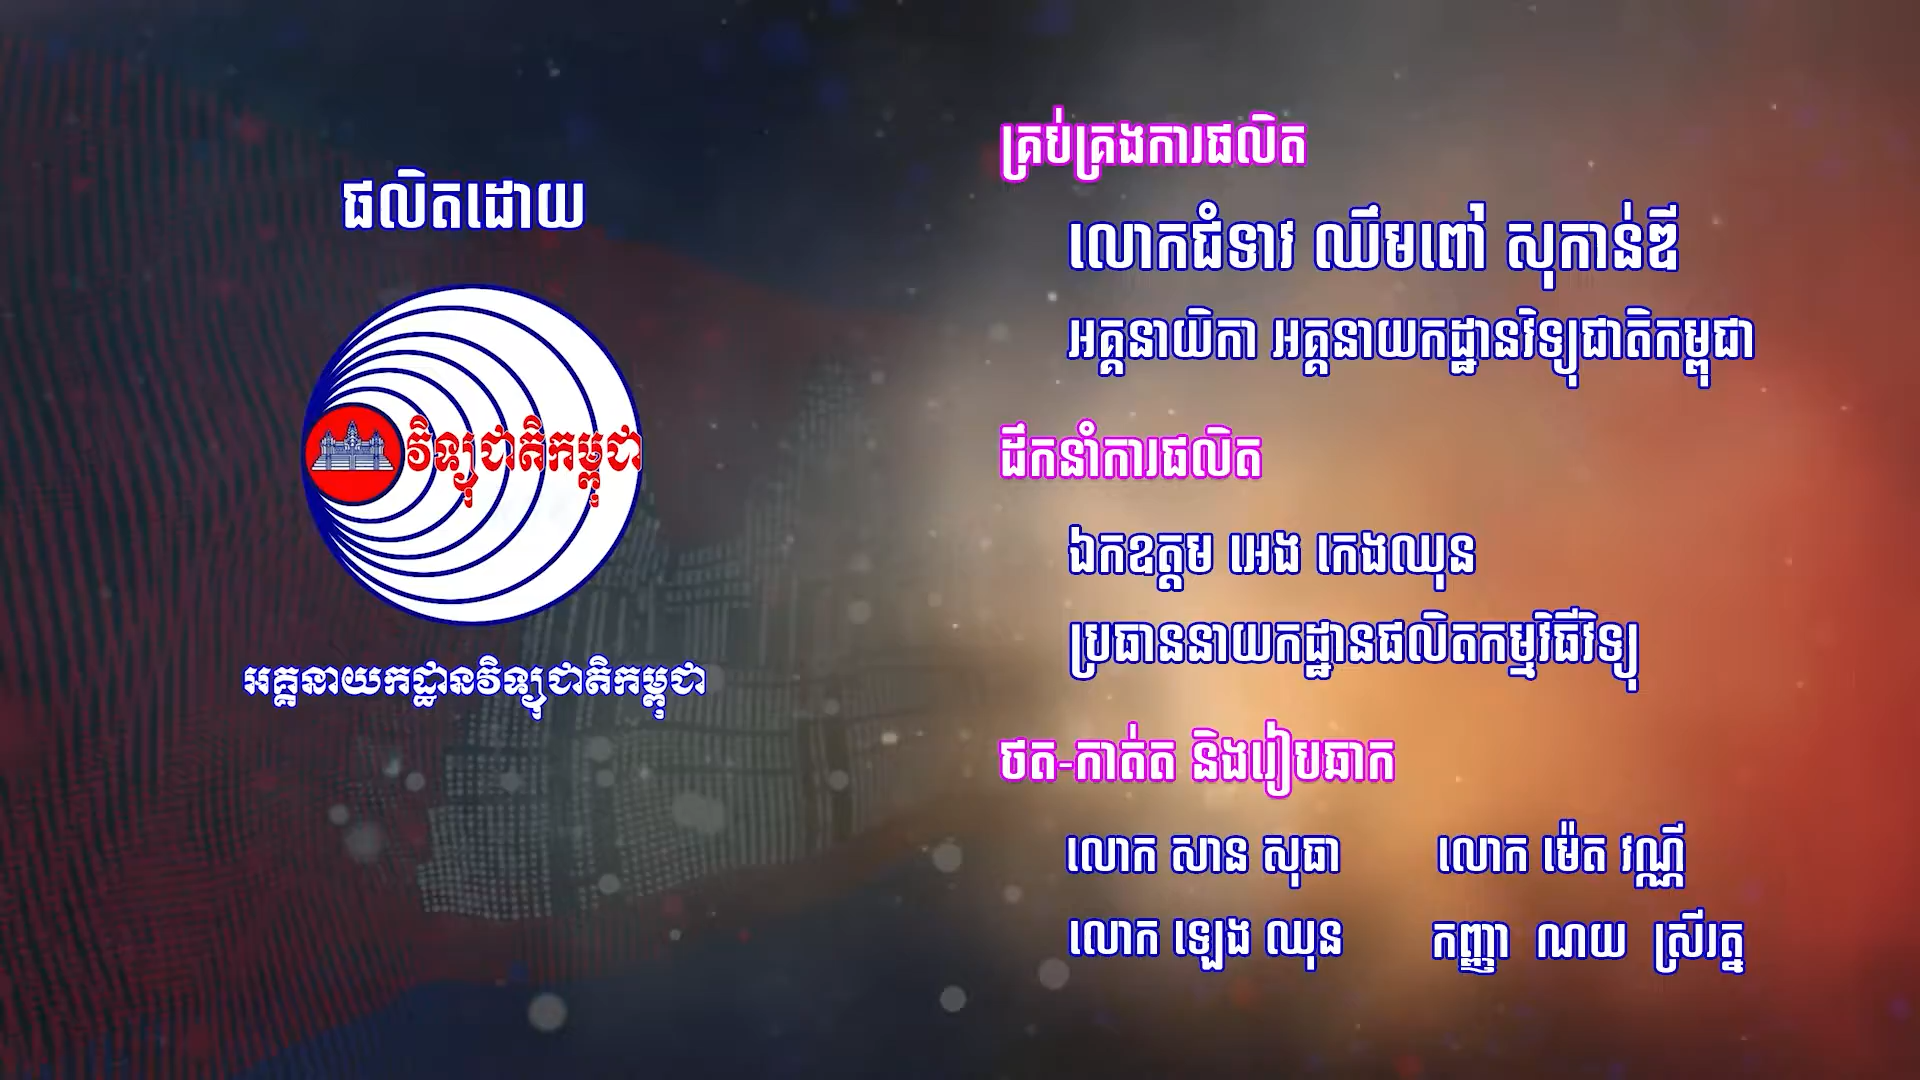 ផលិតដោយ
វិទ្យុជាតិកម្ពុជា
អគ្គនាយកដ្ឋានវិទ្យុជាតិកម្ពុជា
គ្រប់គ្រងការផលិត
លោកជំទាវ ឈឹមពៅ សុកាន់ឌី
អគ្គនាយិកា អគ្គនាយកដ្ឋានវិទ្យុជាតិកម្ពុជា
ដឹកនាំការផលិត
ឯកឧត្តម អេង កេងឈុន
ប្រធាននាយកដ្ឋានផលិតកម្មវិធីវិទ្យុ
ថត-កាត់ត និងរៀបឆាក
លោក សាន សុធា លោក ម៉េត វណ្ណី
លោក ឡេង ឈុន កញ្ញា ណយ ស្រីរត្ន